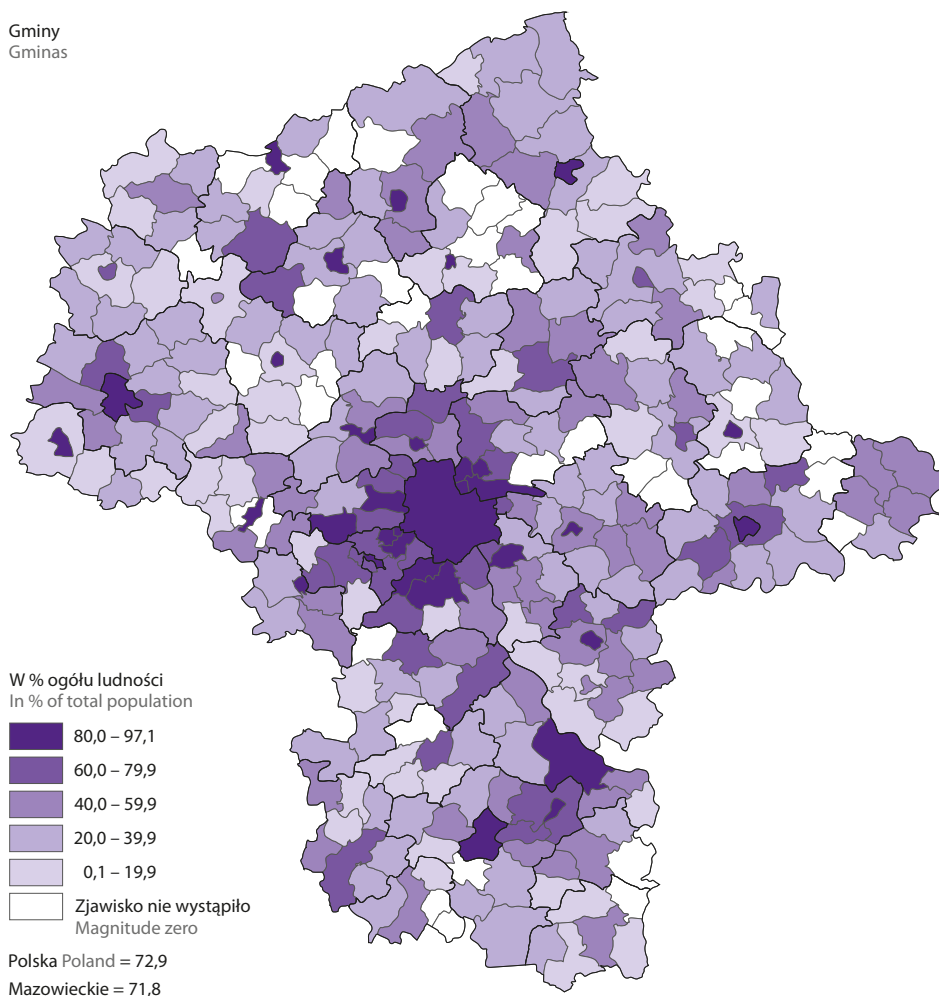 Gminy
Gminas
W % ogółu ludności
In % of total population
80,0 – 97,1
60,0 – 79,9
40,0 – 59,9
20,0 – 39,9
0,1 – 19,9
Zjawisko nie wystąpiło
Magnitude zero
Polska Poland = 72,9
Mazowieckie = 71,8